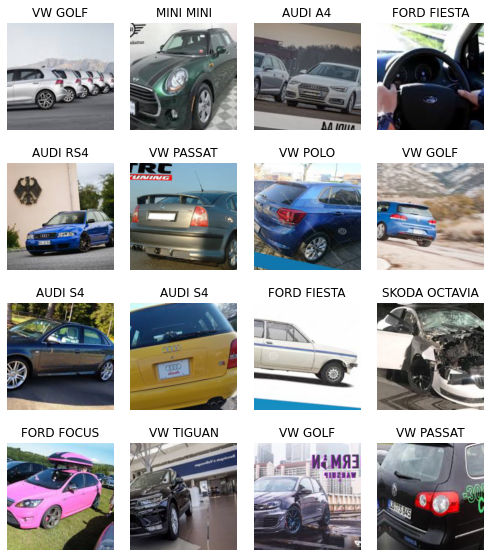 VW GOLF
MINI MINI
AUDI A4
FORD FIESTA
AUDI RS4
VW PASSAT
VW POLO
VW GOLF
TUNING
AUDI S4
AUDI S4
FORD FIESTA
SKODA OCTAVIA
FORD FOCUS
VW TIGUAN
VW GOLF
VW PASSAT